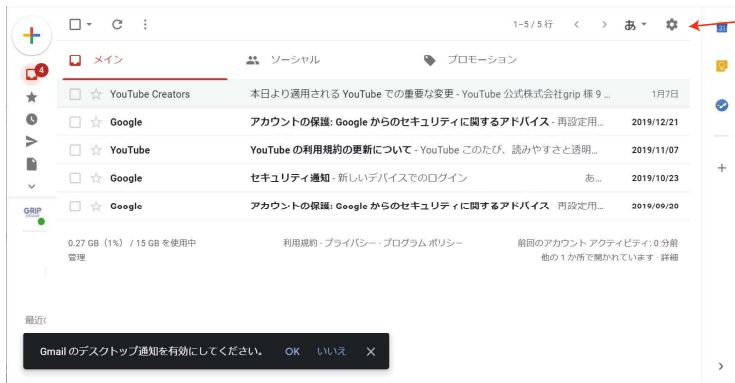 1–5 / 5 行
あ
31
メイン
ソーシャル
プロモーション
4
YouTube Creators 本日より適用される YouTube での重要な変更 - YouTube 公式株式会社grip 様 9 ... 1月7日
Google アカウントの保護: Google からのセキュリティに関するアドバイス - 再設定用... 2019/12/21
YouTube YouTube の利用規約の更新について - YouTube このたび、読みやすさと透明... 2019/11/07
Google セキュリティ通知 - 新しいデバイスでのログイン あ... 2019/10/23
Google アカウントの保護: Google からのセキュリティに関するアドバイス 再設定用... 2019/09/20
GRIP
0.27 GB（1%）/ 15 GB を使用中
管理
利用規約 · プライバシー · プログラム ポリシー
前回のアカウント アクティビティ: 0 分前
他の 1 か所で開かれています · 詳細
最近
Gmail のデスクトップ通知を有効にしてください。 OK いいえ